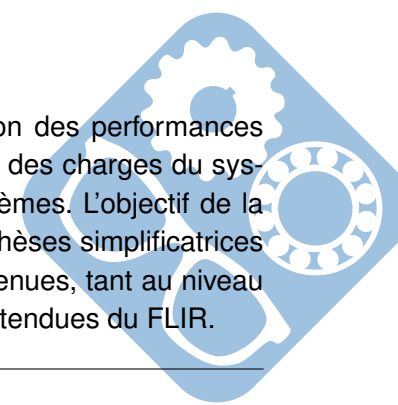 on des performances
des charges du sys-
èmes. L'objectif de la
hèses simplificatrices
enues, tant au niveau
tendues du FLIR.